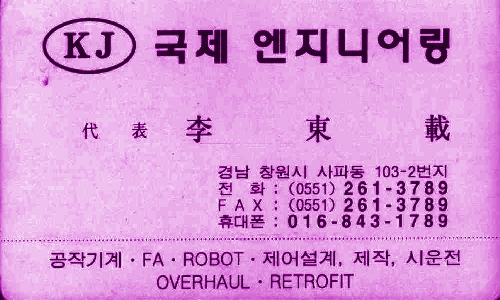 KJ 국제 엔지니어링
代 表 李 東 載
경남 창원시 사파동 103-2번지
전 화 : (0551) 261-3789
F A X : (0551) 261-3789
휴대폰 : 016-843-1789
공작기계 · FA · ROBOT · 제어설계, 제작, 시운전
OVERHAUL · RETROFIT